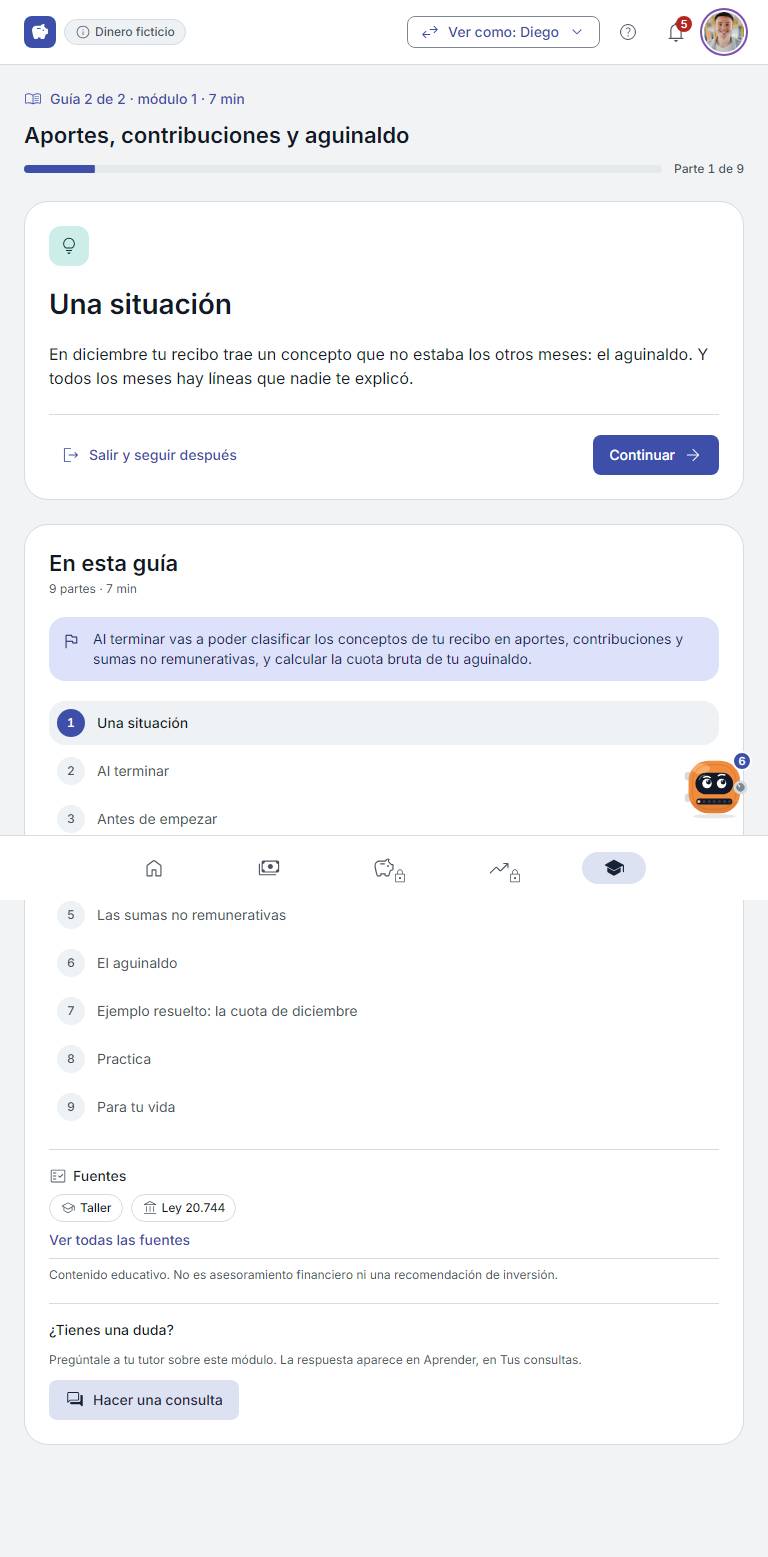 Dinero ficticio
Ver como: Diego
5
Guía 2 de 2 · módulo 1 · 7 min
Aportes, contribuciones y aguinaldo
Parte 1 de 9
Una situación
En diciembre tu recibo trae un concepto que no estaba los otros meses: el aguinaldo. Y
todos los meses hay líneas que nadie te explicó.
Salir y seguir después
Continuar
En esta guía
9 partes · 7 min
Al terminar vas a poder clasificar los conceptos de tu recibo en aportes, contribuciones y
sumas no remunerativas, y calcular la cuota bruta de tu aguinaldo.
1 Una situación
2 Al terminar
6
3 Antes de empezar
5 Las sumas no remunerativas
6 El aguinaldo
7 Ejemplo resuelto: la cuota de diciembre
8 Practica
9 Para tu vida
Fuentes
Taller
Ley 20.744
Ver todas las fuentes
Contenido educativo. No es asesoramiento financiero ni una recomendación de inversión.
¿Tienes una duda?
Pregúntale a tu tutor sobre este módulo. La respuesta aparece en Aprender, en Tus consultas.
Hacer una consulta